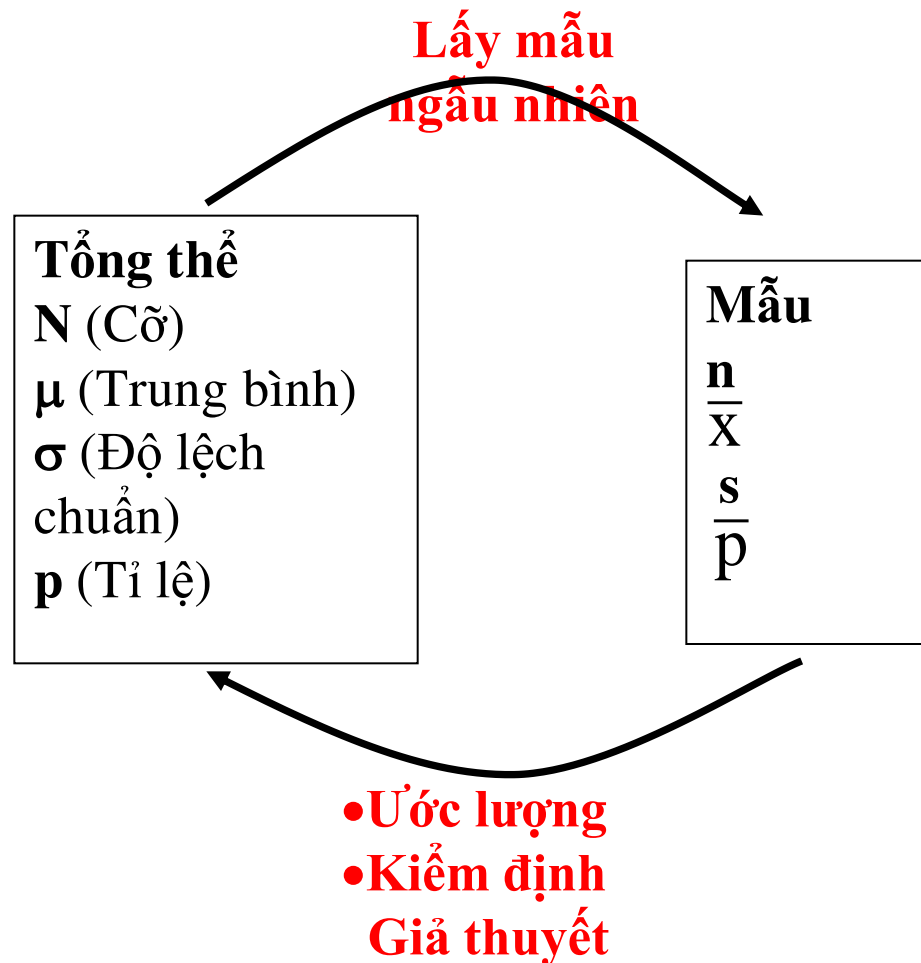 Lấy mẫu
ngẫu nhiên
Tổng thể
N (Cỡ)
μ (Trung bình)
σ (Độ lệch
chuẩn)
p (Tỉ lệ)
Mẫu
n
x̅
s
p̅
•Ước lượng
•Kiểm định
Giả thuyết